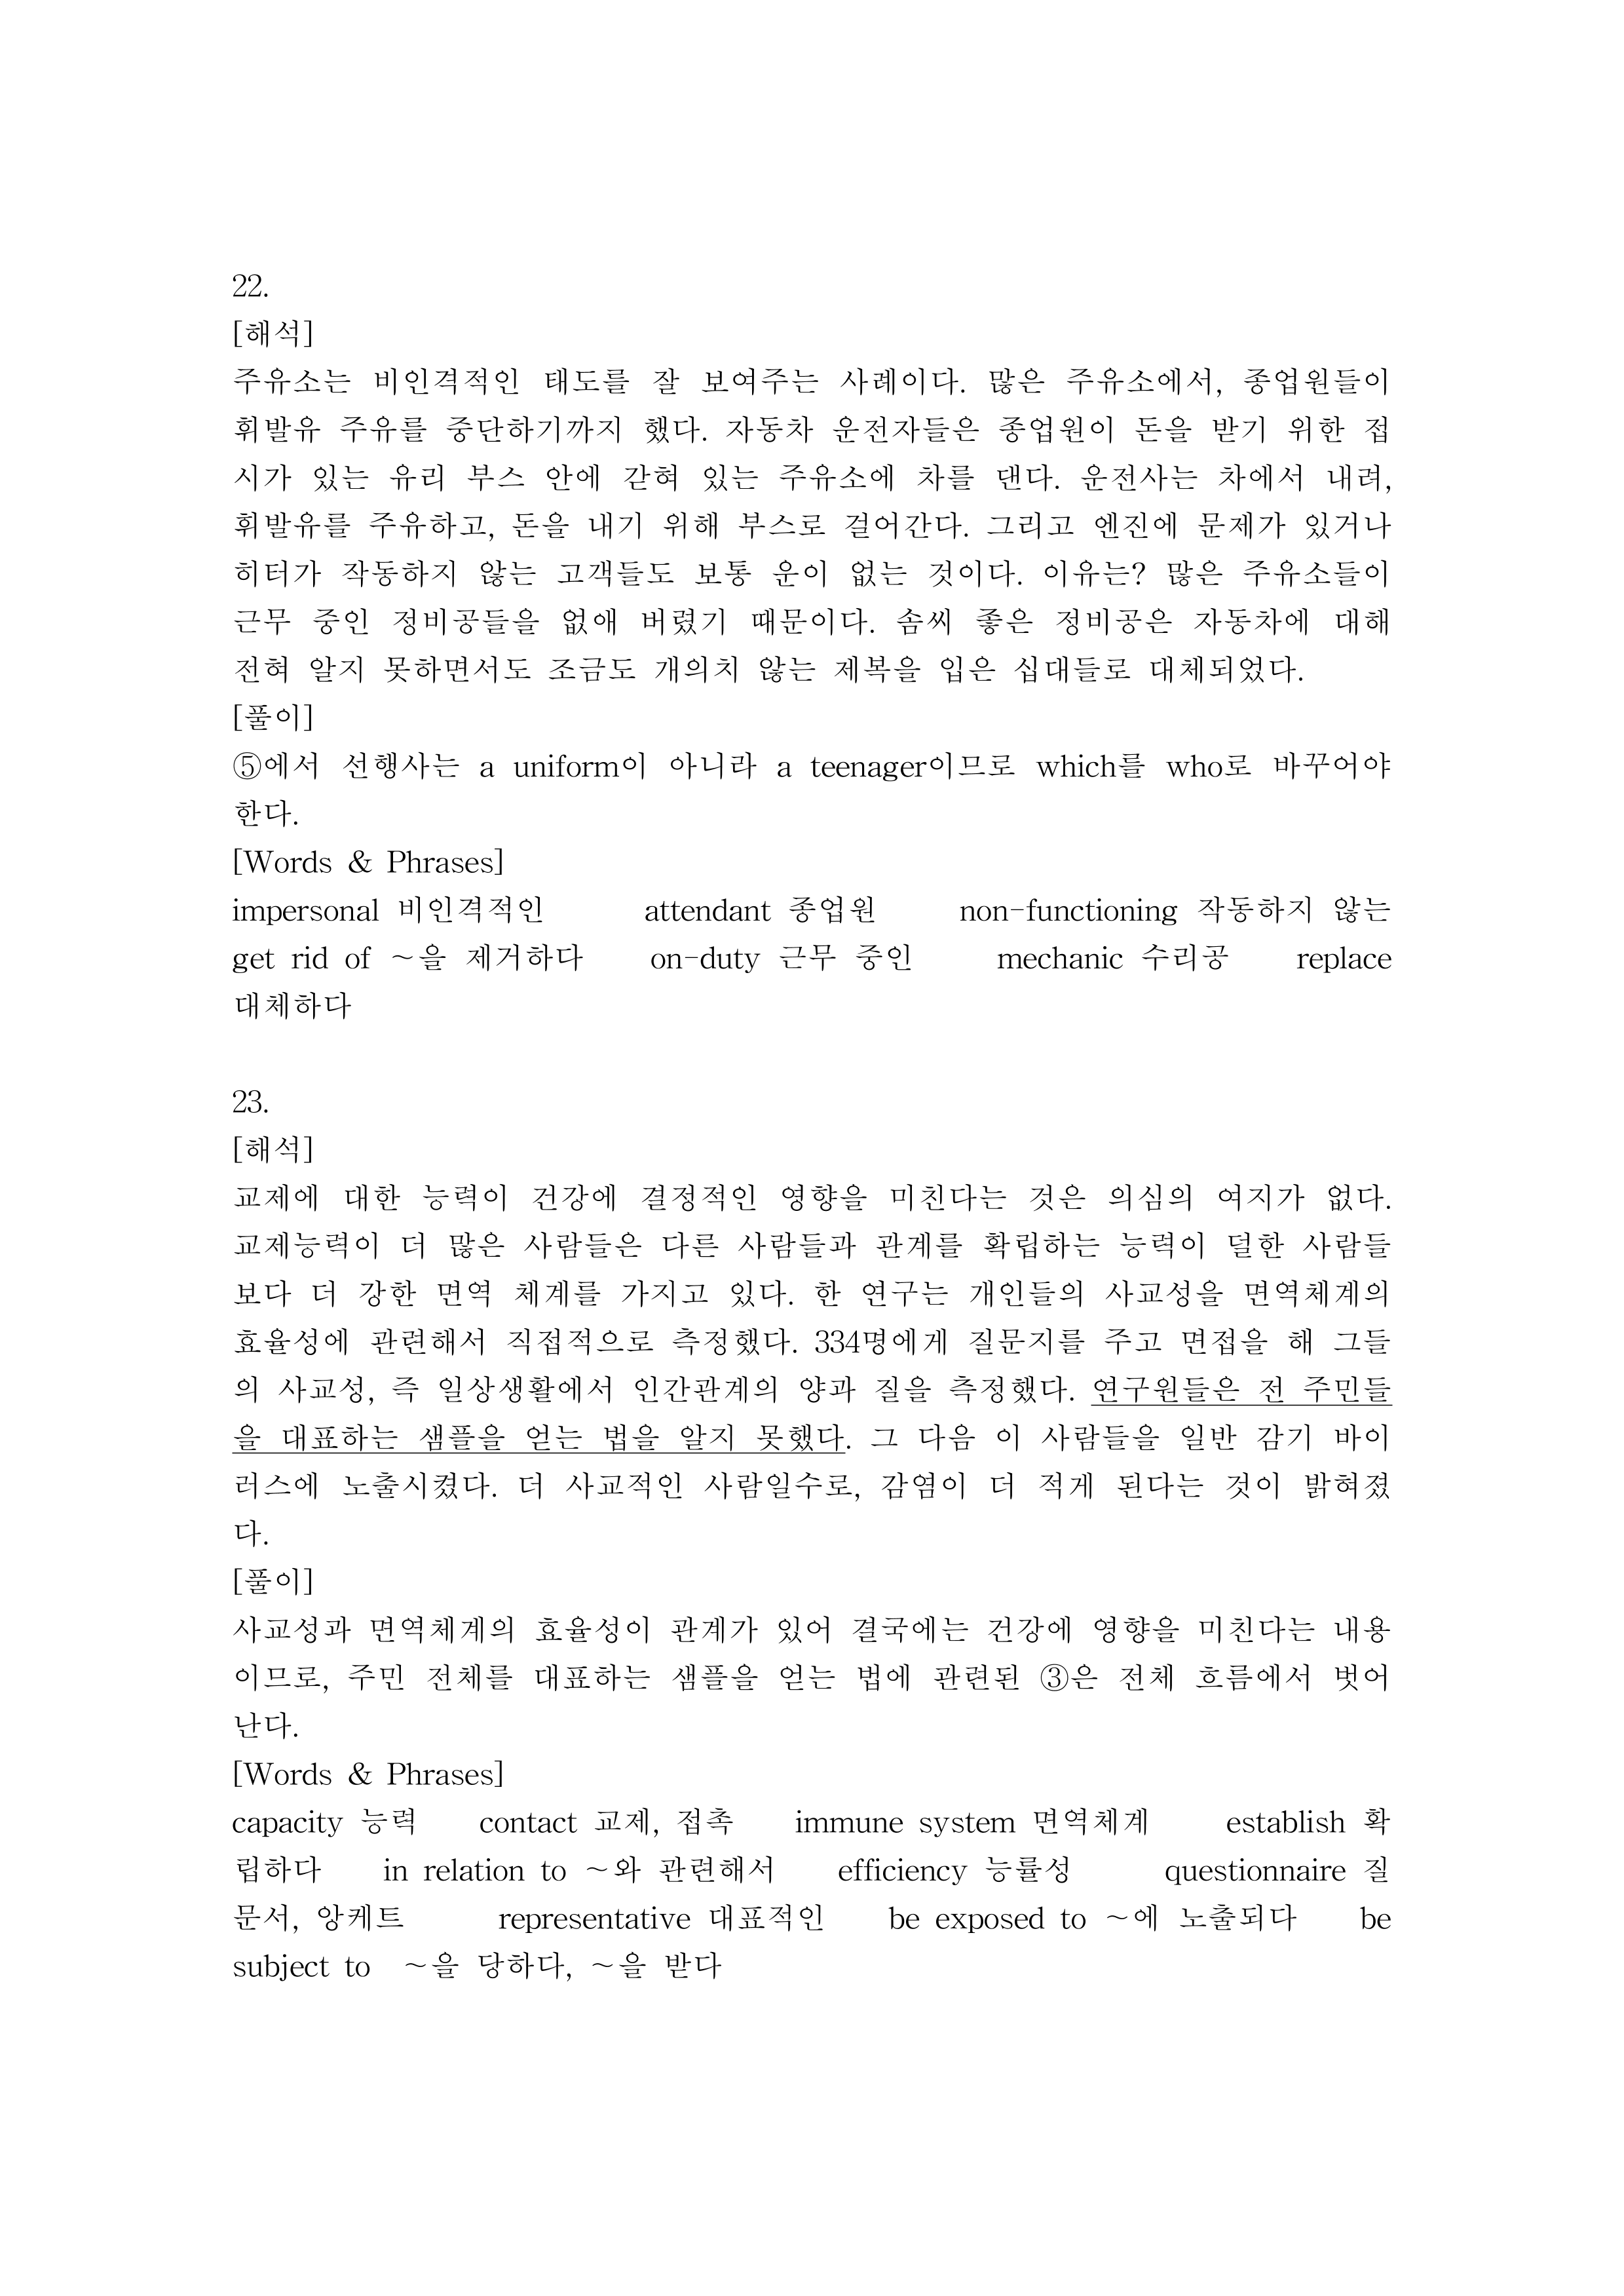 22.
[해석]
주유소는 비인격적인 태도를 잘 보여주는 사례이다. 많은 주유소에서, 종업원들이
휘발유 주유를 중단하기까지 했다. 자동차 운전자들은 종업원이 돈을 받기 위한 접
시가 있는 유리 부스 안에 갇혀 있는 주유소에 차를 댄다. 운전사는 차에서 내려,
휘발유를 주유하고, 돈을 내기 위해 부스로 걸어간다. 그리고 엔진에 문제가 있거나
히터가 작동하지 않는 고객들도 보통 운이 없는 것이다. 이유는? 많은 주유소들이
근무 중인 정비공들을 없애 버렸기 때문이다. 솜씨 좋은 정비공은 자동차에 대해
전혀 알지 못하면서도 조금도 개의치 않는 제복을 입은 십대들로 대체되었다.
[풀이]
⑤에서 선행사는 a uniform이 아니라 a teenager이므로 which를 who로 바꾸어야
한다.
[Words & Phrases]
impersonal 비인격적인 attendant 종업원 non-functioning 작동하지 않는
get rid of ~을 제거하다 on-duty 근무 중인 mechanic 수리공 replace
대체하다
23.
[해석]
교제에 대한 능력이 건강에 결정적인 영향을 미친다는 것은 의심의 여지가 없다.
교제능력이 더 많은 사람들은 다른 사람들과 관계를 확립하는 능력이 덜한 사람들
보다 더 강한 면역 체계를 가지고 있다. 한 연구는 개인들의 사교성을 면역체계의
효율성에 관련해서 직접적으로 측정했다. 334명에게 질문지를 주고 면접을 해 그들
의 사교성, 즉 일상생활에서 인간관계의 양과 질을 측정했다. 연구원들은 전 주민들
을 대표하는 샘플을 얻는 법을 알지 못했다. 그 다음 이 사람들을 일반 감기 바이
러스에 노출시켰다. 더 사교적인 사람일수로, 감염이 더 적게 된다는 것이 밝혀졌
다.
[풀이]
사교성과 면역체계의 효율성이 관계가 있어 결국에는 건강에 영향을 미친다는 내용
이므로, 주민 전체를 대표하는 샘플을 얻는 법에 관련된 ③은 전체 흐름에서 벗어
난다.
[Words & Phrases]
capacity 능력 contact 교제, 접촉 immune system 면역체계 establish 확
립하다 in relation to ~와 관련해서 efficiency 능률성 questionnaire 질
문서, 앙케트 representative 대표적인 be exposed to ~에 노출되다 be
subject to ~을 당하다, ~을 받다